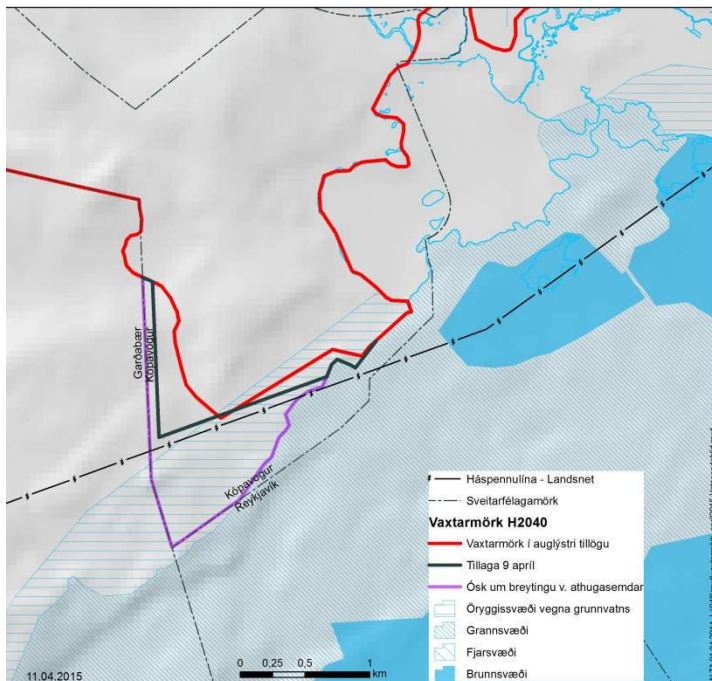 Garðabær
Kópavogur
Kópavogur
Reykjavík
Háspennulína - Landsnet
Sveitarfélagamörk
Vaxtarmörk H2040
Vaxtarmörk í auglýstri tillögu
Tillaga 9 apríl
Ósk um breytingu v. athugasemdar
Öryggissvæði vegna grunnvatns
Grannsvæði
Fjarsvæði
Brunnsvæði
11.04.2015
0 0,25 0,5 1
km